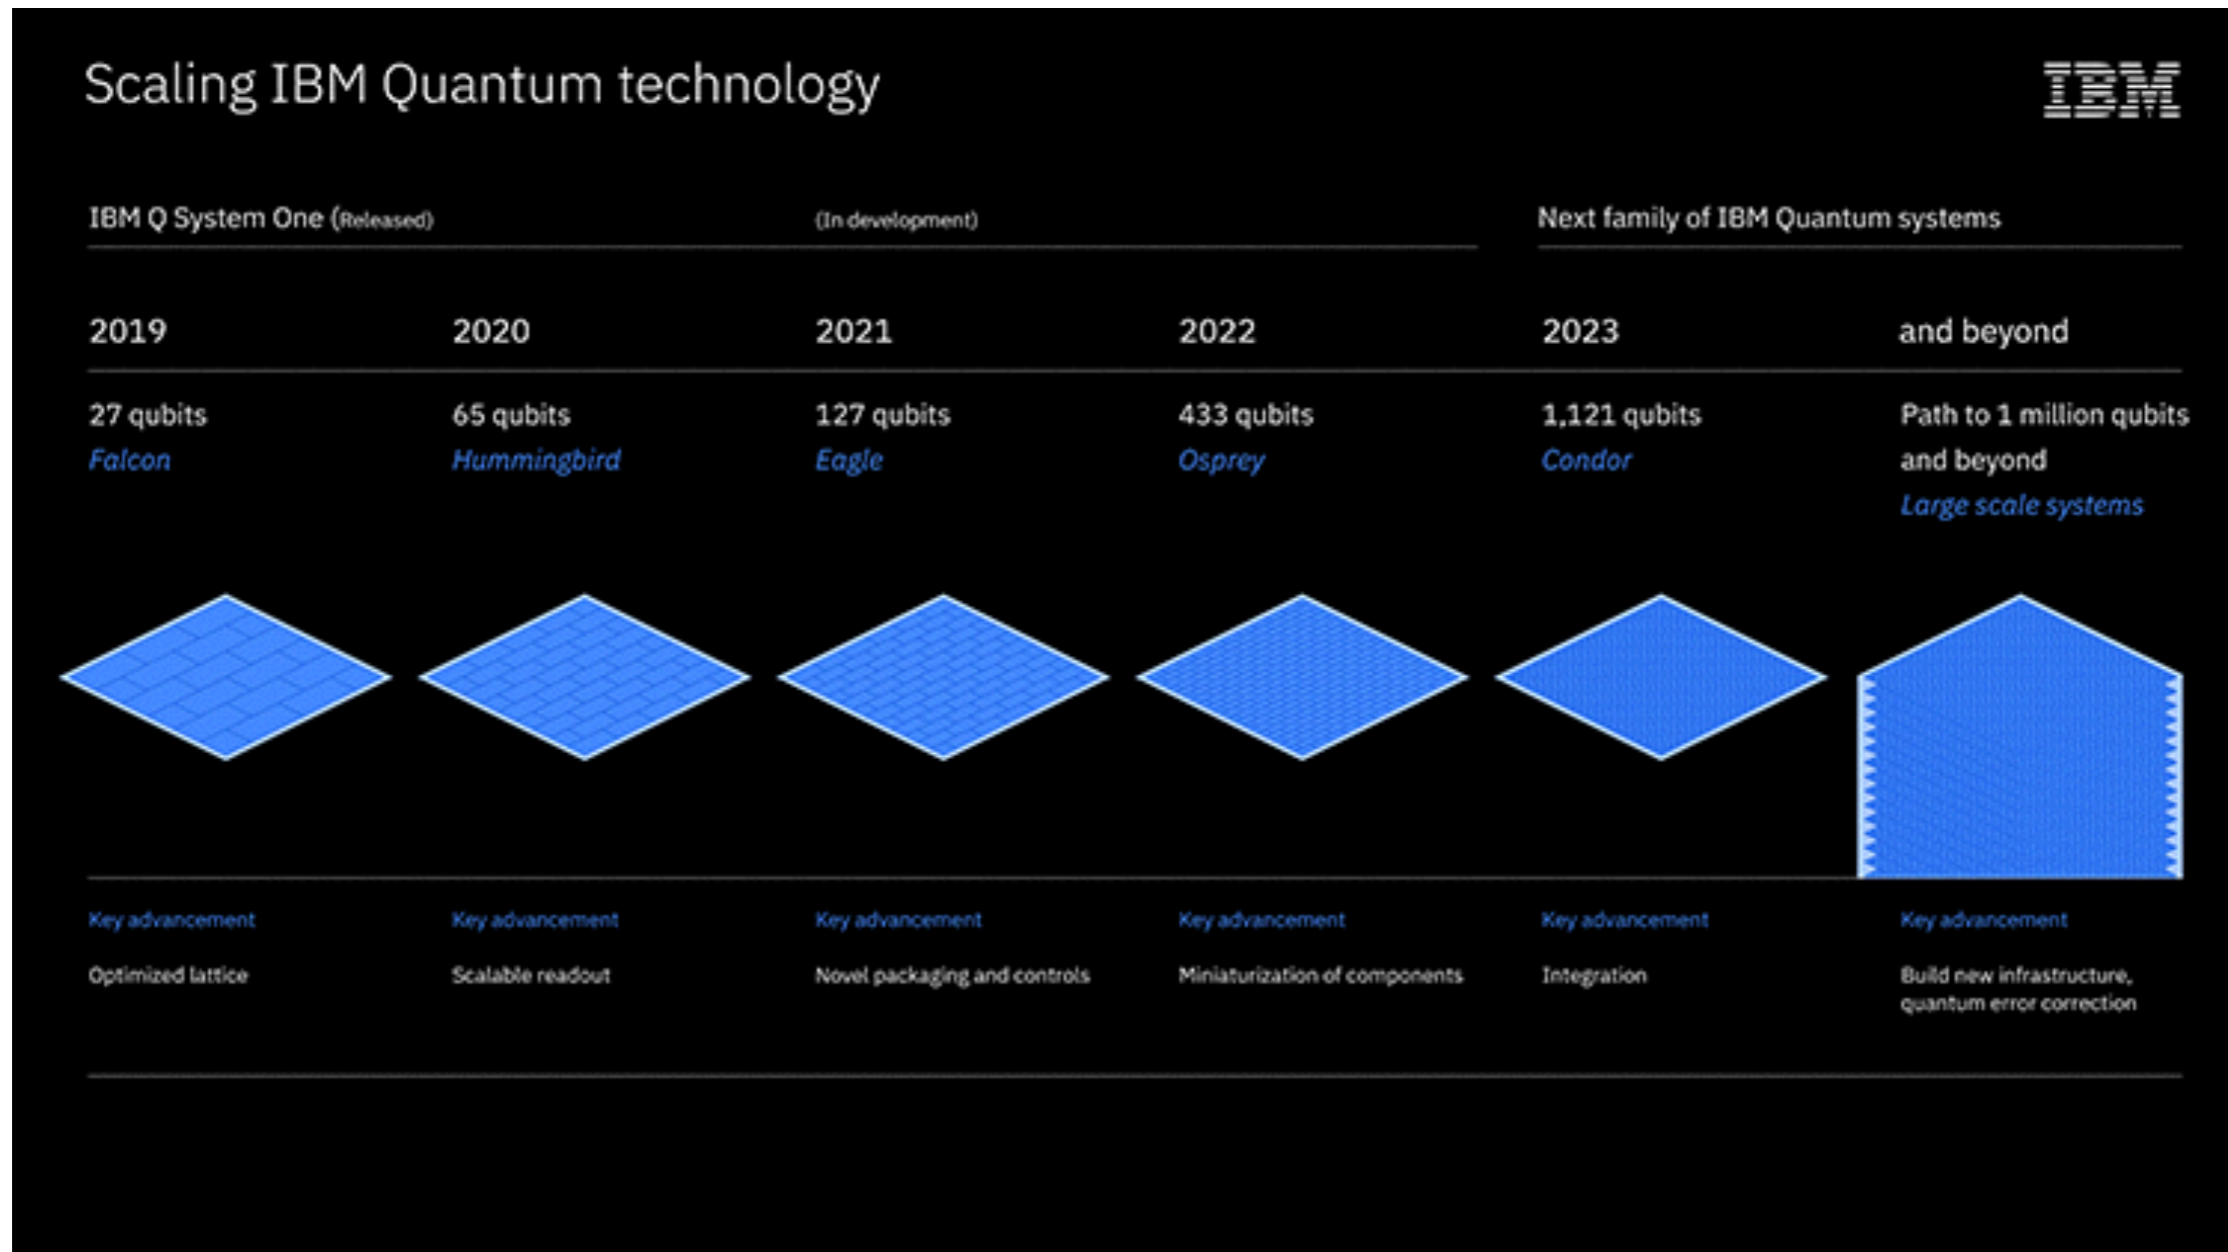 Scaling IBM Quantum technology
IBM
IBM Q System One (Released)
(In development)
Next family of IBM Quantum systems
2019
2020
2021
2022
2023
and beyond
27 qubits
Falcon
65 qubits
Hummingbird
127 qubits
Eagle
433 qubits
Osprey
1,121 qubits
Condor
Path to 1 million qubits
and beyond
Large scale systems
Key advancement
Optimized lattice
Key advancement
Scalable readout
Key advancement
Novel packaging and controls
Key advancement
Miniaturization of components
Key advancement
Integration
Key advancement
Build new infrastructure,
quantum error correction